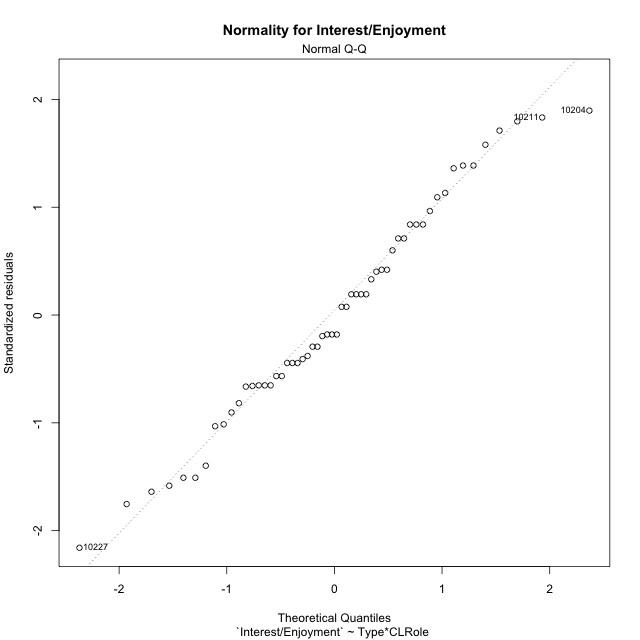 Normality for Interest/Enjoyment
Normal Q-Q
2
1
0
-1
-2
Standardized residuals
10211
10204
10227
-2
-1
0
1
2
Theoretical Quantiles
`Interest/Enjoyment` ~ Type*CLRole